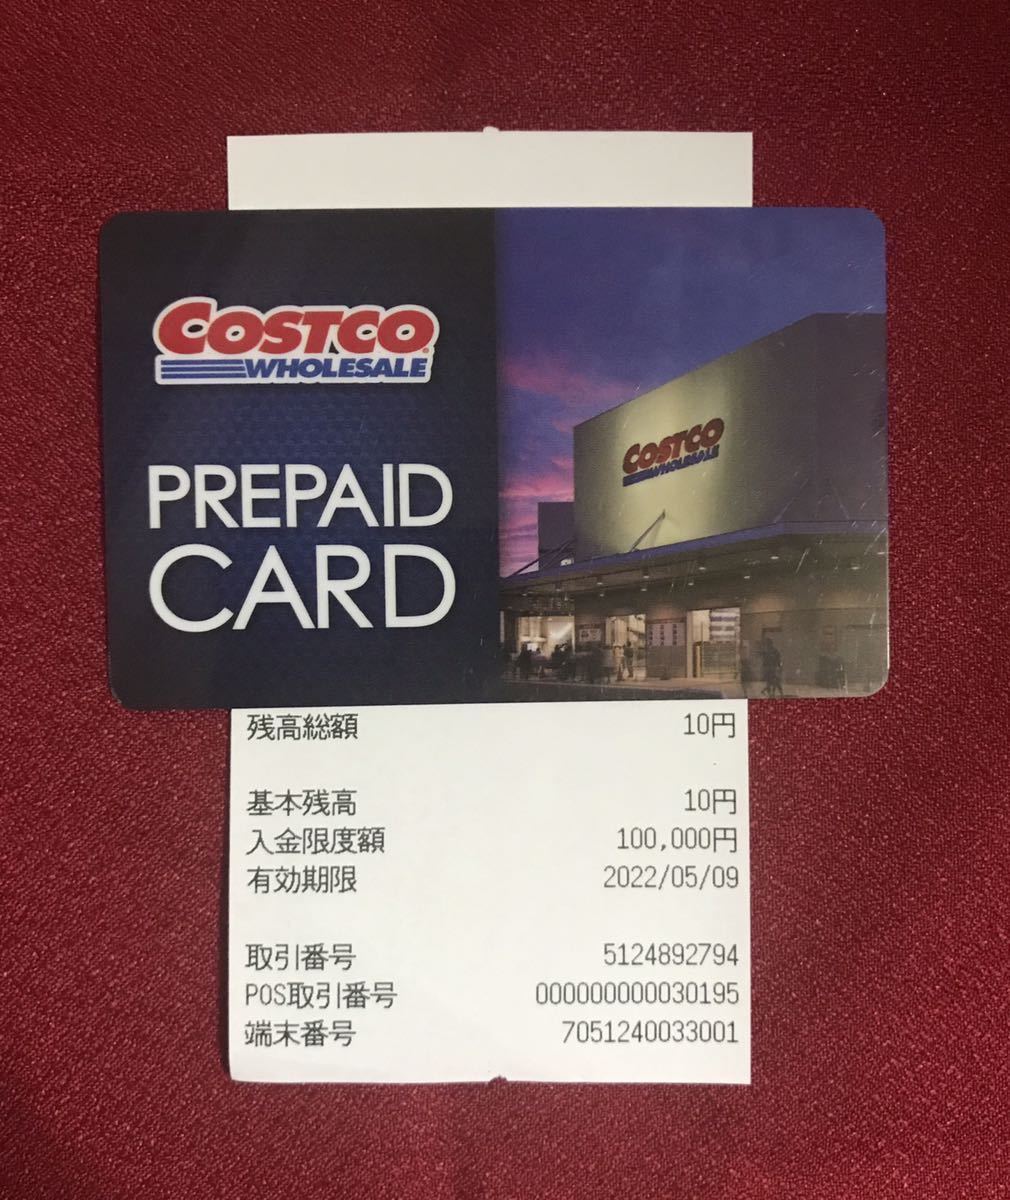 COSTCO
WHOLESALE
PREPAID
CARD
COSTCO
WHOLESALE
残高総額 10円
基本残高 10円
入金限度額 100,000円
有効期限 2022/05/09
取引番号 5124892794
POS取引番号 000000000030195
端末番号 7051240033001